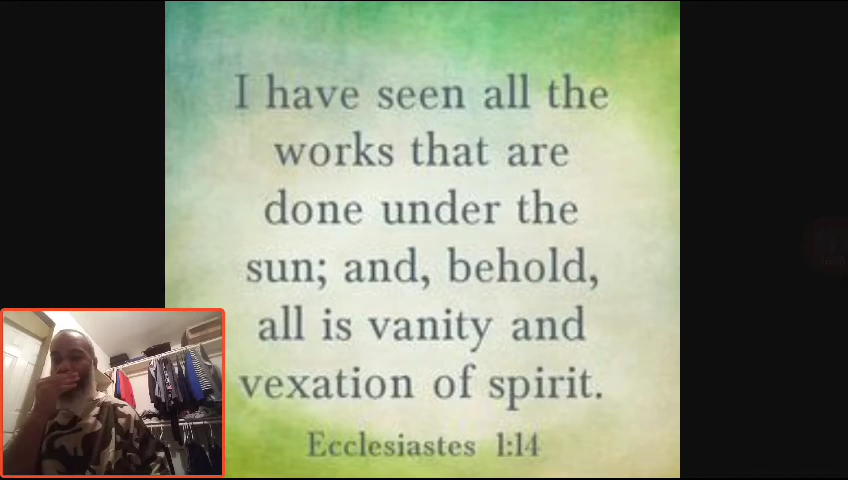 I have seen all the
works that are
done under the
sun; and, behold,
all is vanity and
vexation of spirit.
Ecclesiastes 1:14